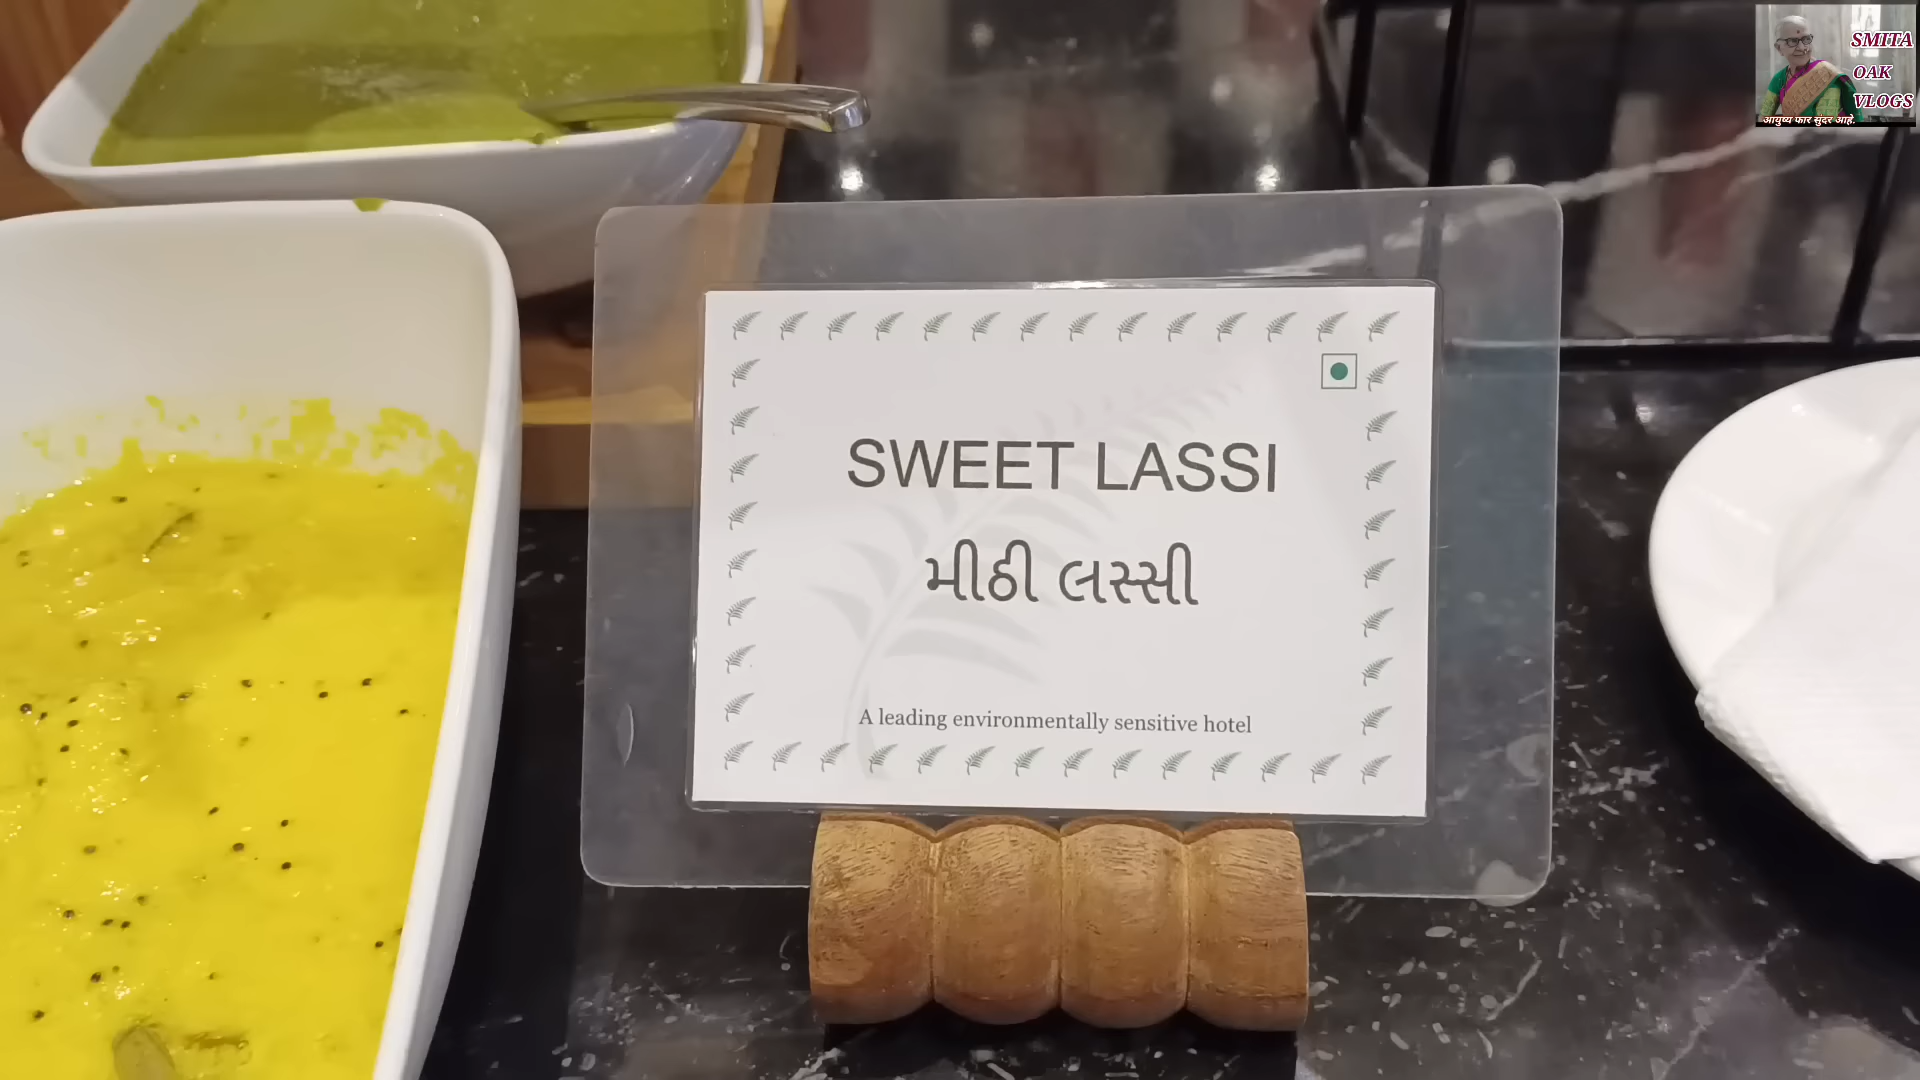 SMITA
OAK
VLOGS
आयुष्य फार सुंदर आहे.
SWEET LASSI
મીઠી લસ્સી
A leading environmentally sensitive hotel